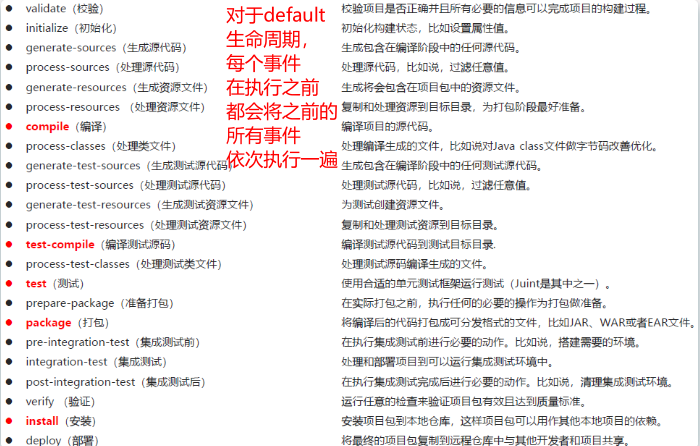 validate（校验） 校验项目是否正确并且所有必要的信息可以完成项目的构建过程。
initialize（初始化） 初始化构建状态，比如设置属性值。
generate-sources（生成源代码） 生成包含在编译阶段中的任何源代码。
process-sources（处理源代码） 处理源代码，比如说，过滤任意值。
generate-resources（生成资源文件） 生成将会包含在项目包中的资源文件。
process-resources （处理资源文件） 复制和处理资源到目标目录，为打包阶段最好准备。
compile（编译） 编译项目的源代码。
process-classes（处理类文件） 处理编译生成的文件，比如说对Java class文件做字节码改善优化。
generate-test-sources（生成测试源代码） 生成包含在编译阶段中的任何测试源代码。
process-test-sources（处理测试源代码） 处理测试源代码，比如说，过滤任意值。
generate-test-resources（生成测试资源文件） 为测试创建资源文件。
process-test-resources（处理测试资源文件） 复制和处理测试资源到目标目录。
test-compile（编译测试源码） 编译测试源代码到测试目标目录.
process-test-classes（处理测试类文件） 处理测试源码编译生成的文件。
test（测试） 使用合适的单元测试框架运行测试（Juint是其中之一）。
prepare-package（准备打包） 在实际打包之前，执行任何的必要的操作为打包做准备。
package（打包） 将编译后的代码打包成可分发格式的文件，比如JAR、WAR或者EAR文件。
pre-integration-test（集成测试前） 在执行集成测试前进行必要的动作。比如说，搭建需要的环境。
integration-test（集成测试） 处理和部署项目到可以运行集成测试环境中。
post-integration-test（集成测试后） 在执行集成测试完成后进行必要的动作。比如说，清理集成测试环境。
verify （验证） 运行任意的检查来验证项目包有效且达到质量标准。
install（安装） 安装项目包到本地仓库，这样项目包可以用作其他本地项目的依赖。
deploy（部署） 将最终的项目包复制到远程仓库中与其他开发者和项目共享。
对于default
生命周期，
每个事件
在执行之前
都会将之前的
所有事件
依次执行一遍